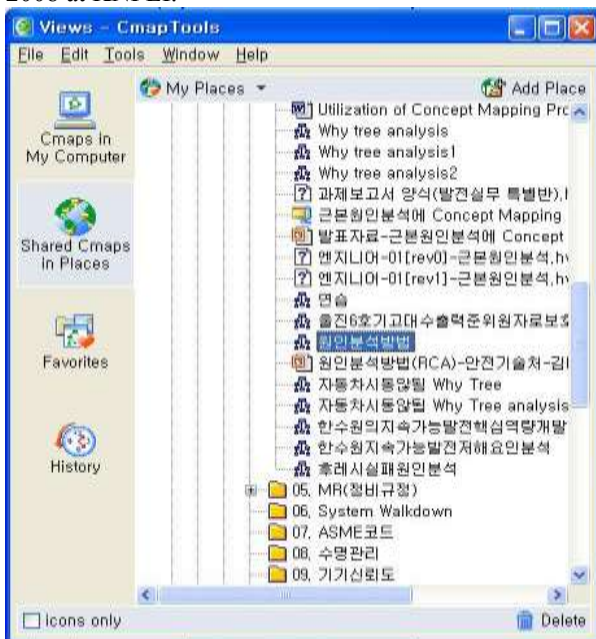 Views - CmapTools
File Edit Tools Window Help
My Places
Add Place
Cmaps in
My Computer
Shared Cmaps
in Places
Favorites
History
Utilization of Concept Mapping Prc
Why tree analysis
Why tree analysis1
Why tree analysis2
과제보고서 양식(발전실무 특별반),
근본원인분석에 Concept Mapping
발표자료-근본원인분석에 Concept
엔지니어-01[rev0]-근본원인분석,h
엔지니어-01[rev1]-근본원인분석,h
연습
울진6호기고대수출력준위원자로보호
원인분석방법
원인분석방법(RCA)-안전기술처-김
자동차시동안됨 Why Tree
자동차시동안됨 Why Tree analysis
한수원의지속가능발전핵심역량개발
한수원지속가능발전저해요인분석
후레시실패원인분석
05, MR(정비규정)
06, System Walkdown
07, ASME코드
08, 수명관리
09, 기기신뢰도
Icons only
Delete